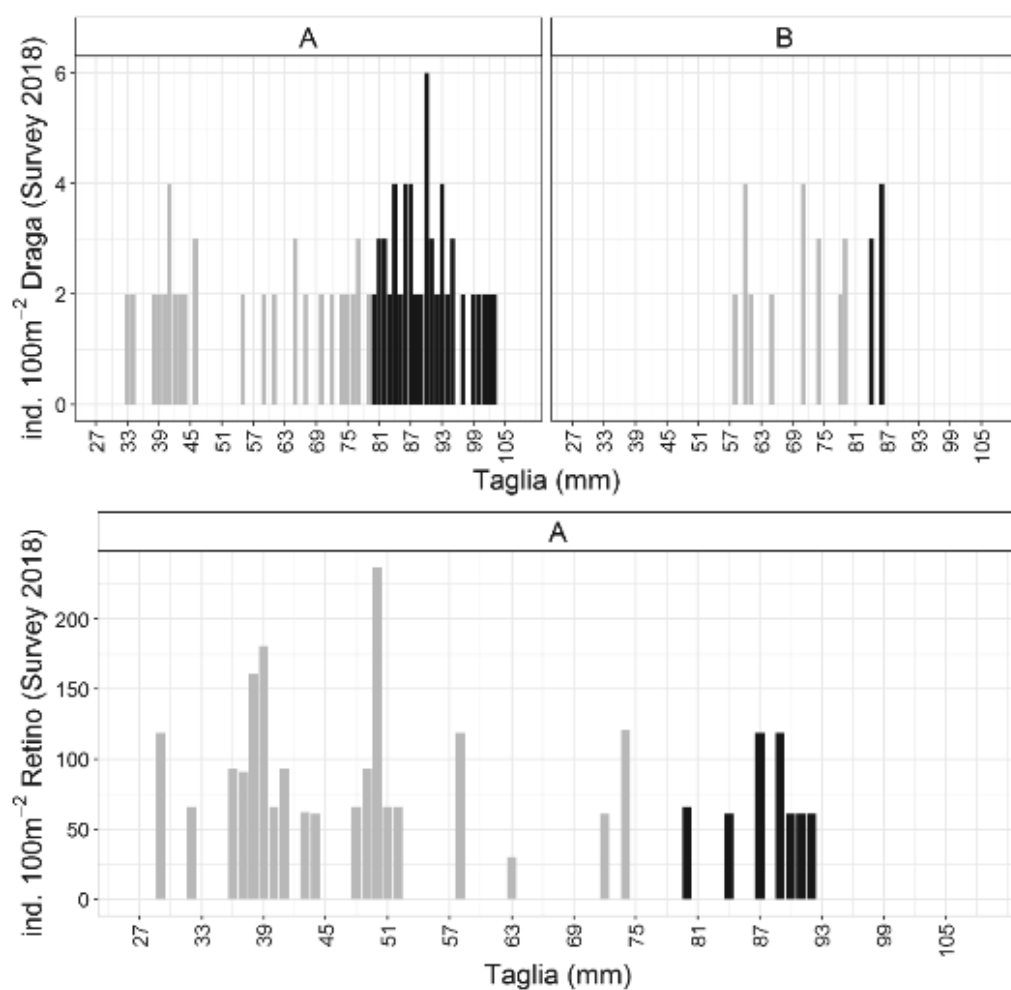 A B
ind. 100m⁻² Draga (Survey 2018)
6
4
2
0
27 33 39 45 51 57 63 69 75 81 87 93 99 105 27 33 39 45 51 57 63 69 75 81 87 93 99 105
Taglia (mm)
A
ind. 100m⁻² Retino (Survey 2018)
200
150
100
50
0
27 33 39 45 51 57 63 69 75 81 87 93 99 105
Taglia (mm)